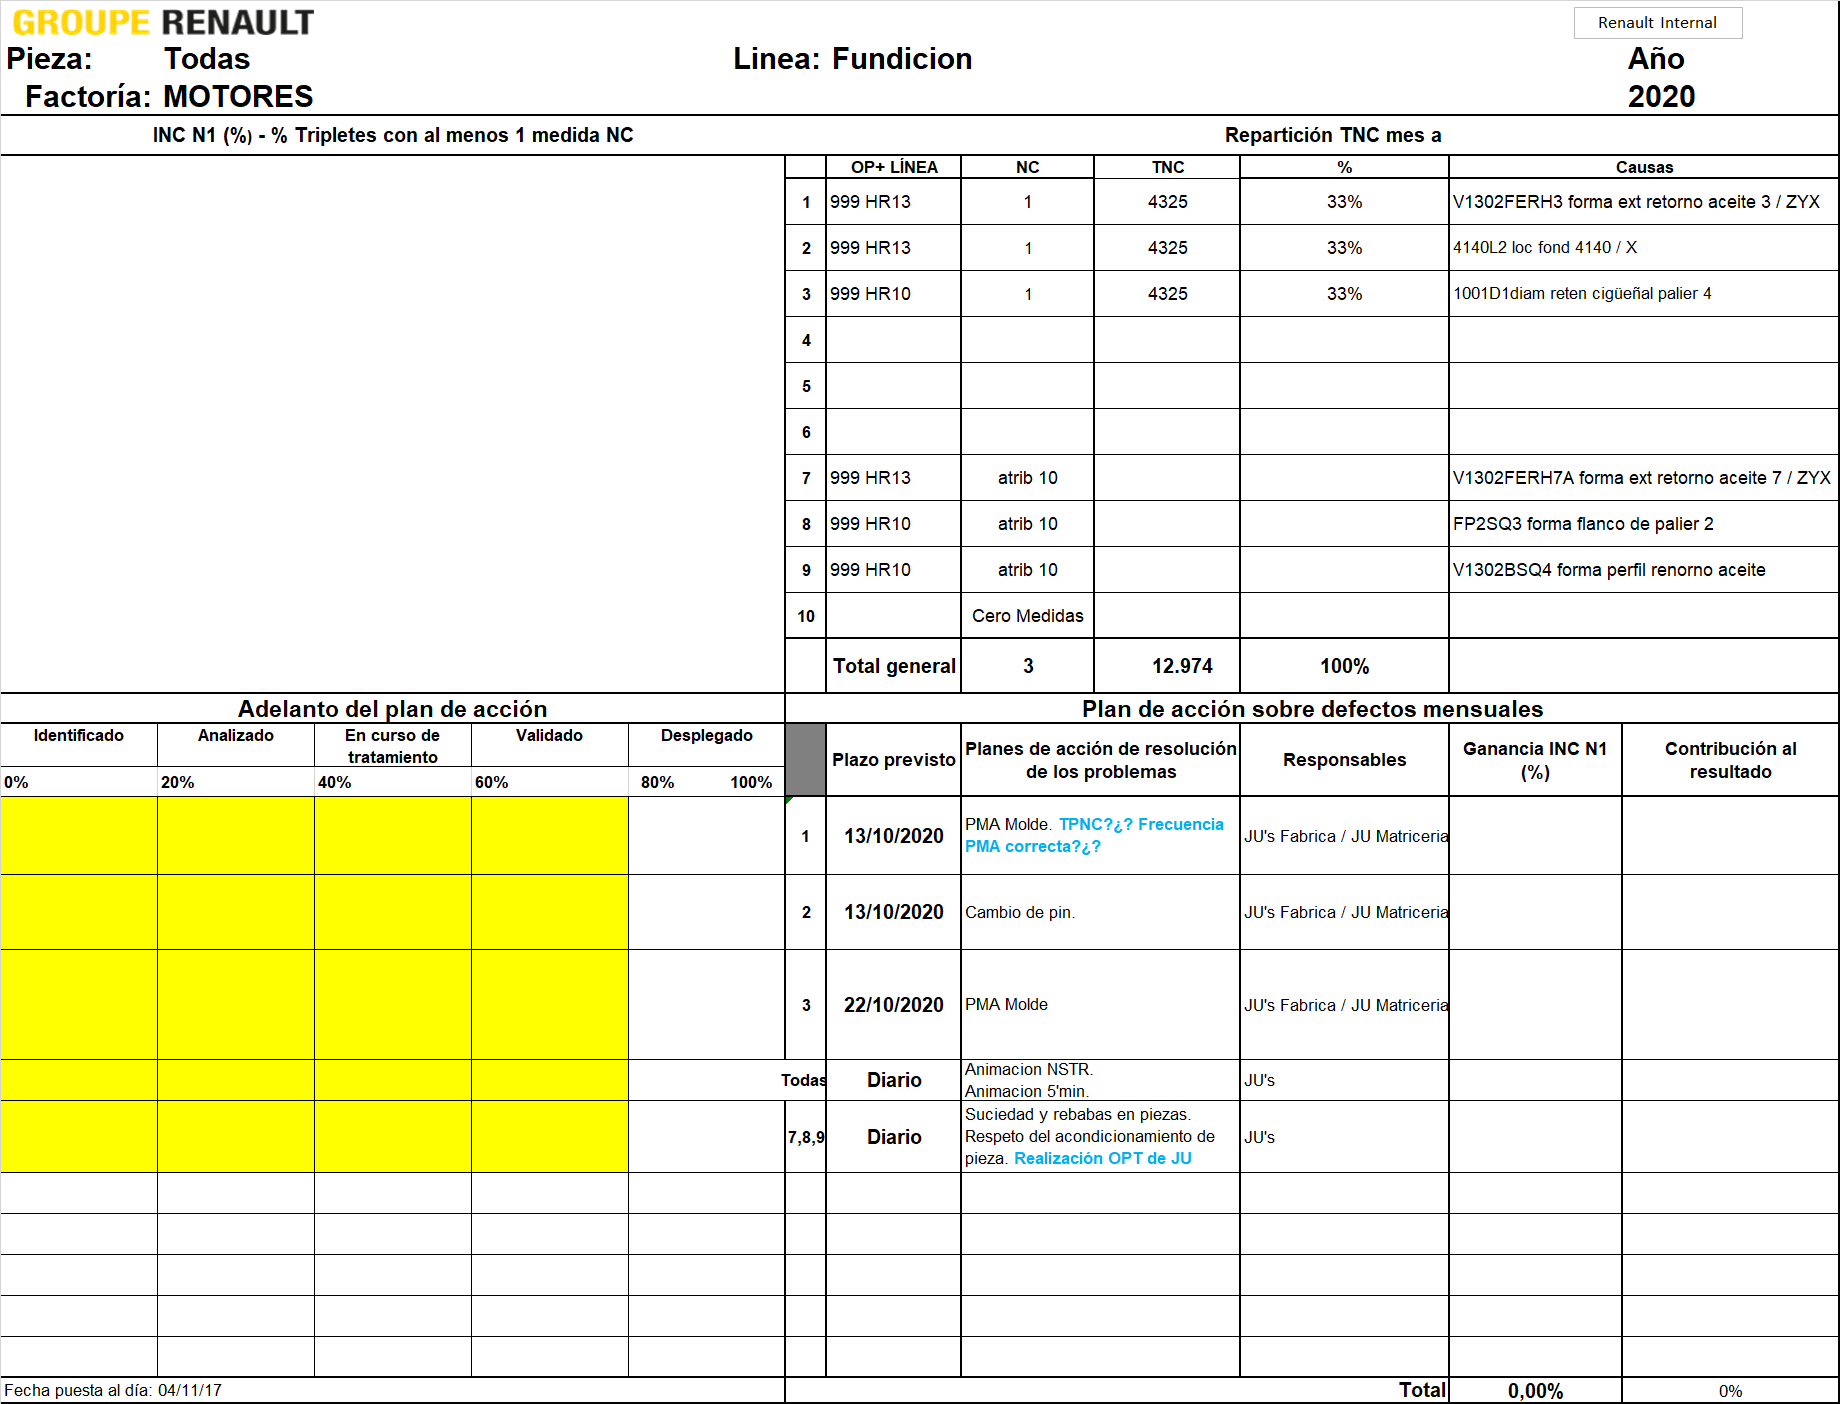 GROUPE RENAULT
Renault Internal
Pieza: Todas Linea: Fundicion Año
Factoría: MOTORES 2020
INC N1 (%) - % Tripletes con al menos 1 medida NC Repartición TNC mes a
OP+ LÍNEA NC TNC % Causas
1 999 HR13 1 4325 33% V1302FERH3 forma ext retorno aceite 3 / ZYX
2 999 HR13 1 4325 33% 4140L2 loc fond 4140 / X
3 999 HR10 1 4325 33% 1001D1diam reten cigüeñal palier 4
4
5
6
7 999 HR13 atrib 10 V1302FERH7A forma ext retorno aceite 7 / ZYX
8 999 HR10 atrib 10 FP2SQ3 forma flanco de palier 2
9 999 HR10 atrib 10 V1302BSQ4 forma perfil renorno aceite
10 Cero Medidas
Total general 3 12.974 100%
Adelanto del plan de acción Plan de acción sobre defectos mensuales
Identificado Analizado En curso de
tratamiento Validado Desplegado
0% 20% 40% 60% 80% 100%
Plazo previsto Planes de acción de resolución
de los problemas Responsables Ganancia INC N1
(%) Contribución al
resultado
1 13/10/2020 PMA Molde. TPNC?¿? Frecuencia
PMA correcta?¿? JU's Fabrica / JU Matriceria
2 13/10/2020 Cambio de pin. JU's Fabrica / JU Matriceria
3 22/10/2020 PMA Molde JU's Fabrica / JU Matriceria
Todas Diario Animacion NSTR.
Animacion 5'min. JU's
7,8,9 Diario Suciedad y rebabas en piezas.
Respeto del acondicionamiento de
pieza. Realización OPT de JU JU's
Fecha puesta al día: 04/11/17 Total 0,00% 0%